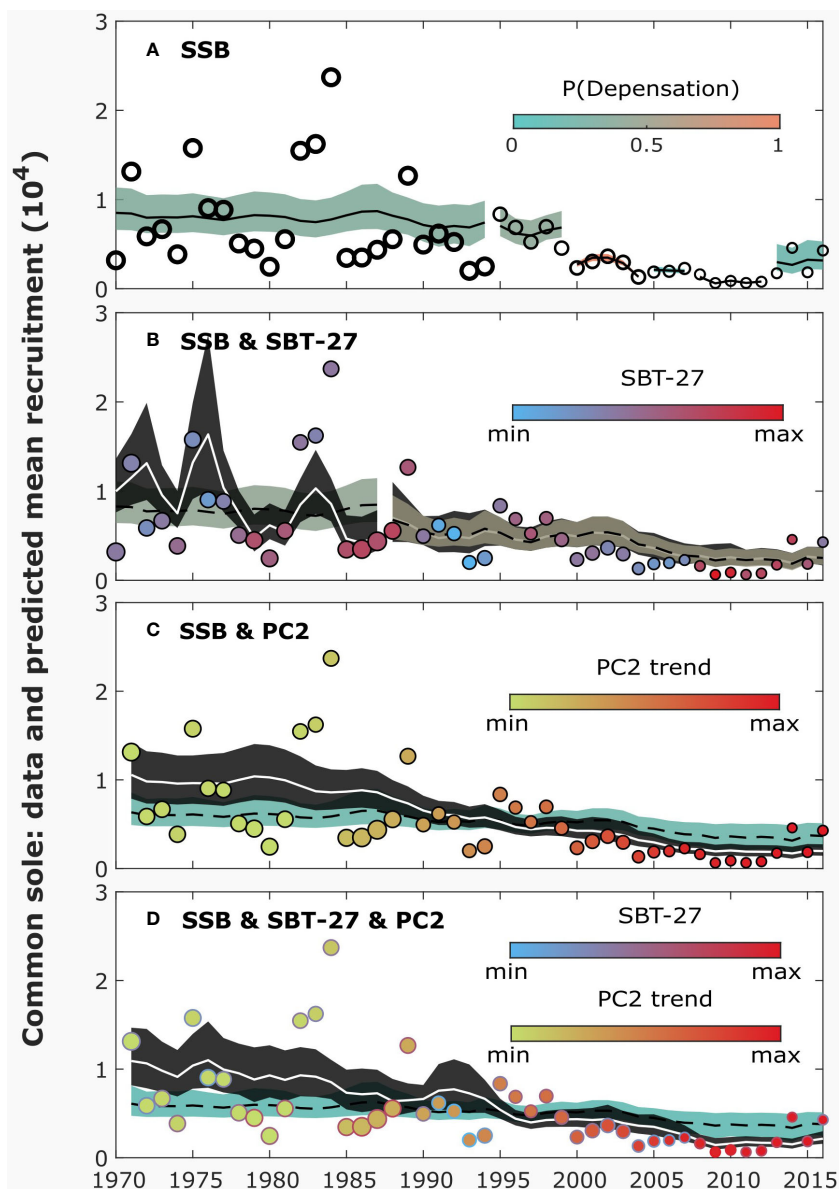 Common sole: data and predicted mean recruitment (10⁴)
3
A SSB
P(Depensation)
0 0.5 1
2
1
0
3
B SSB & SBT-27
SBT-27
min max
2
1
0
3
C SSB & PC2
PC2 trend
min max
2
1
0
3
D SSB & SBT-27 & PC2
SBT-27
min max
PC2 trend
min max
2
1
0
1970 1975 1980 1985 1990 1995 2000 2005 2010 2015